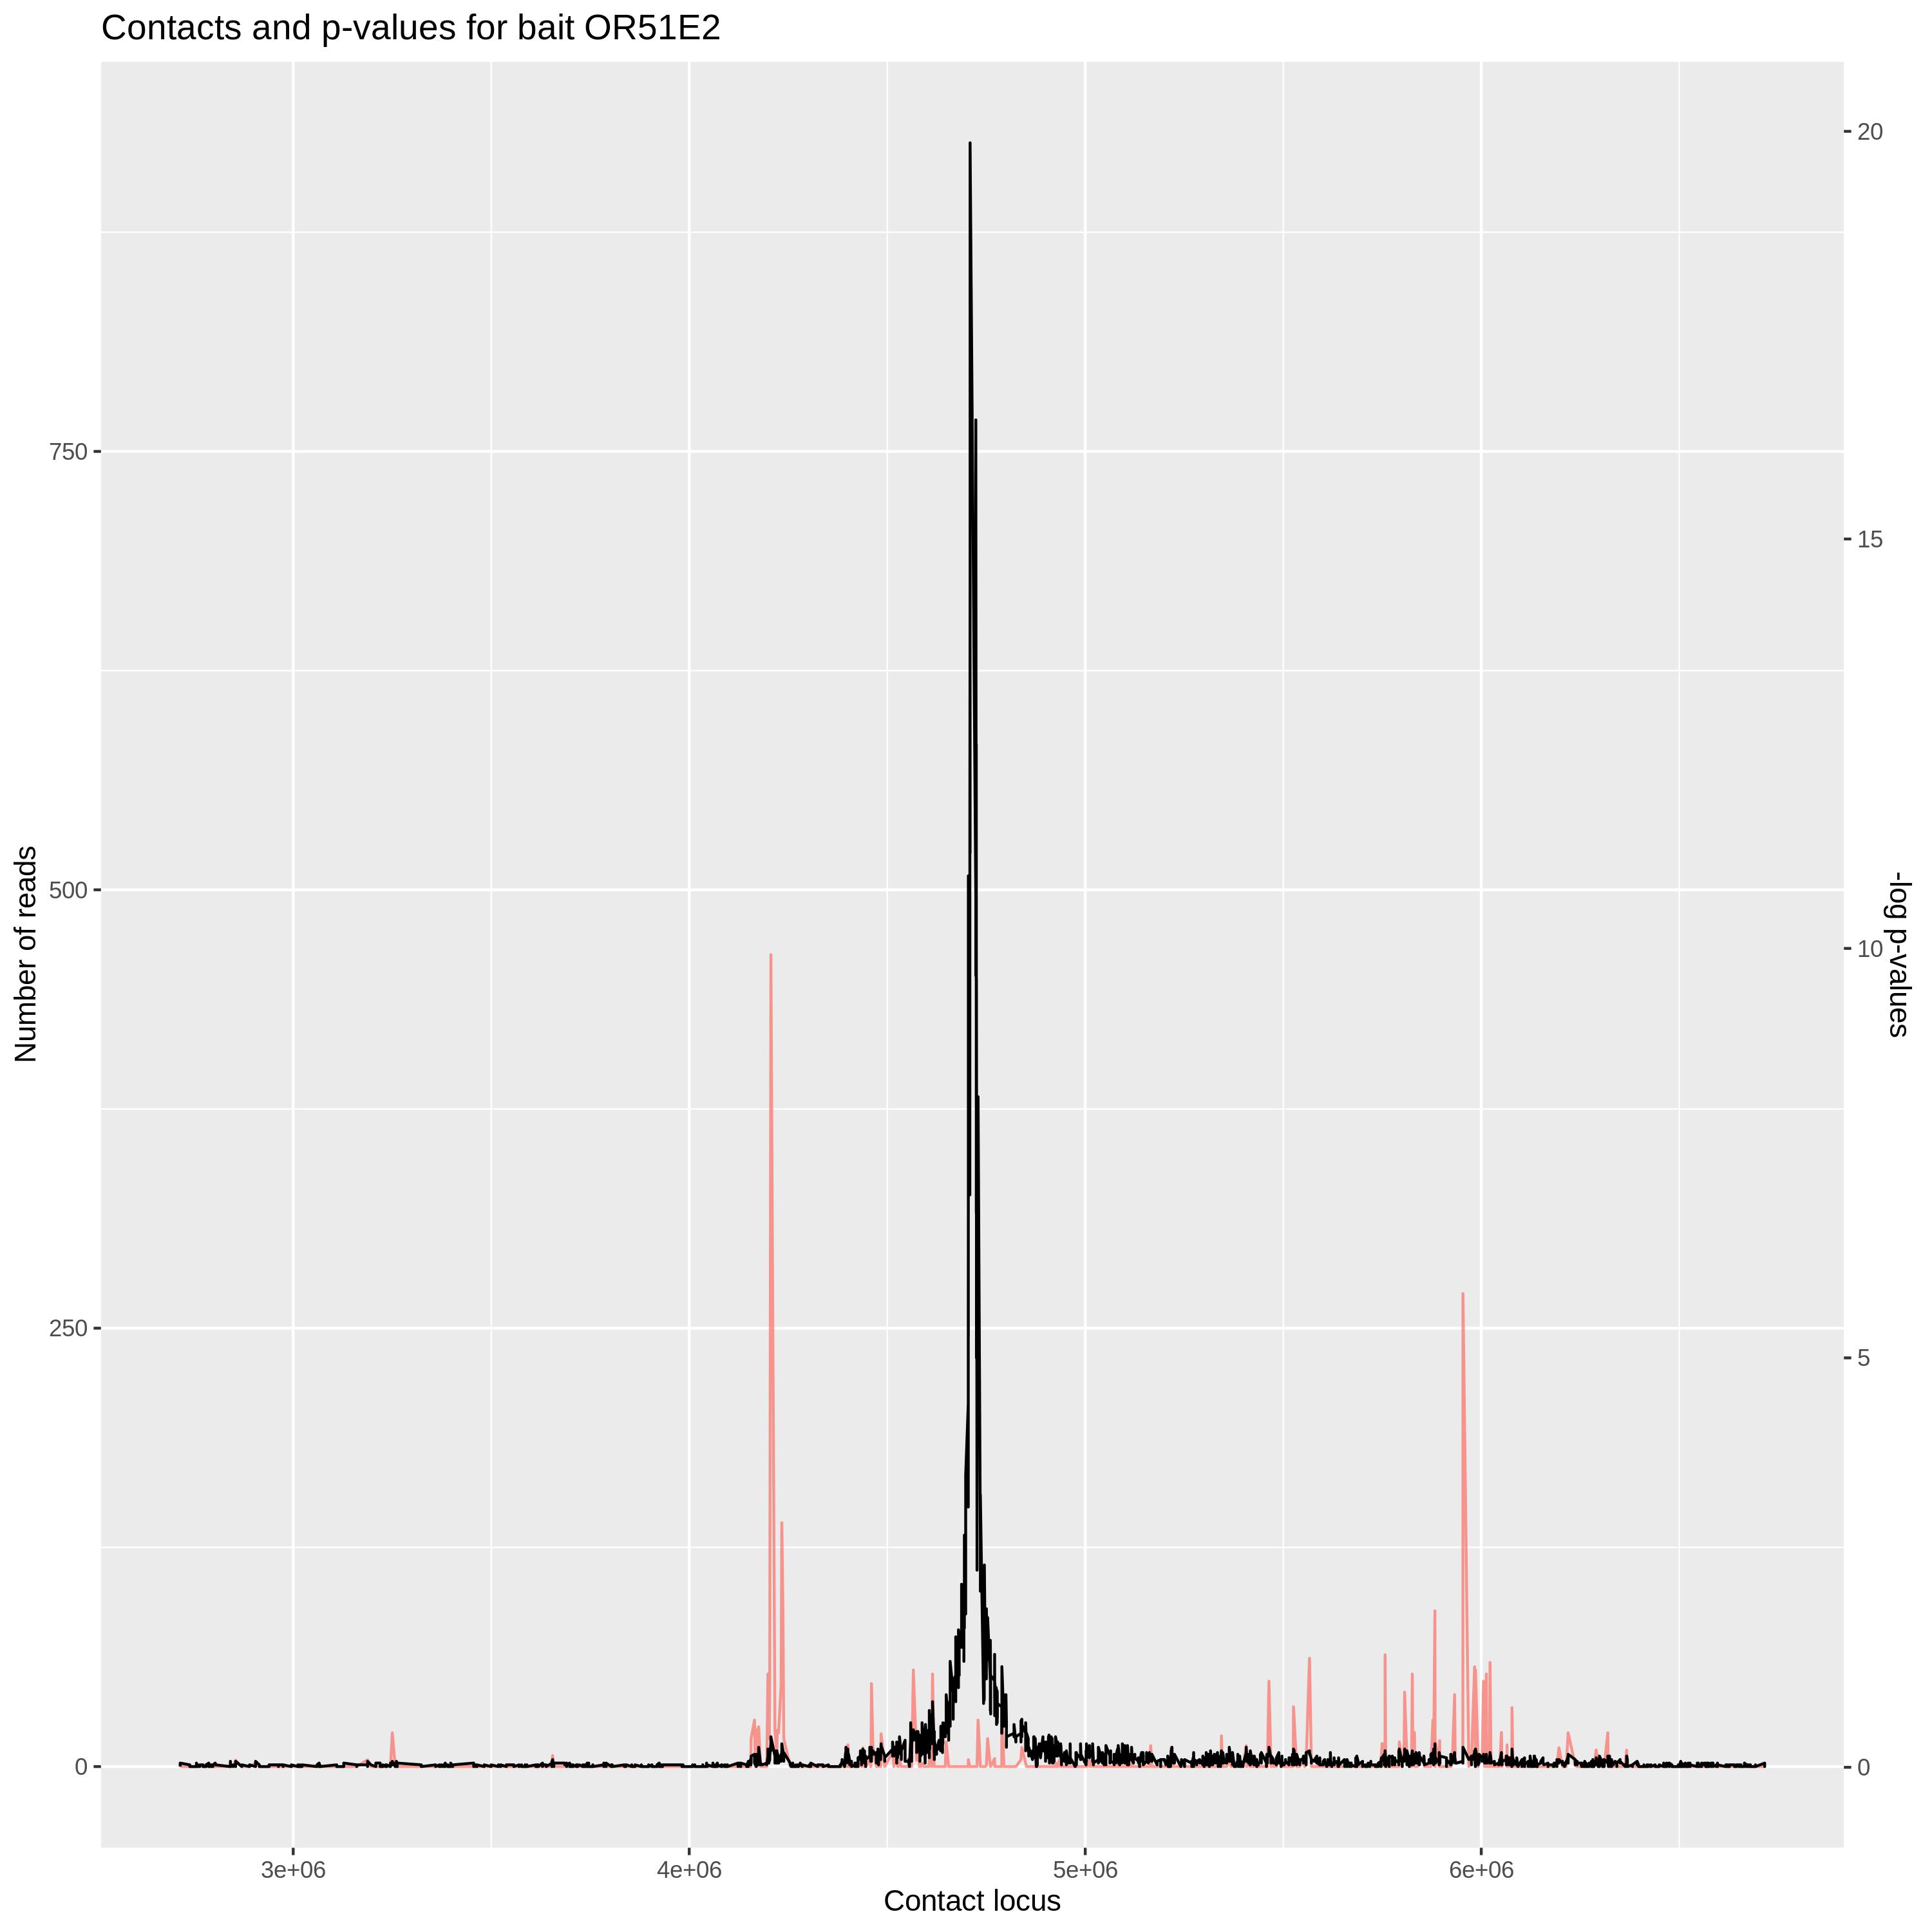 Contacts and p-values for bait OR51E2
Number of reads
750
500
250
0
20
15
10
5
0
-log p-values
3e+06 4e+06 5e+06 6e+06
Contact locus